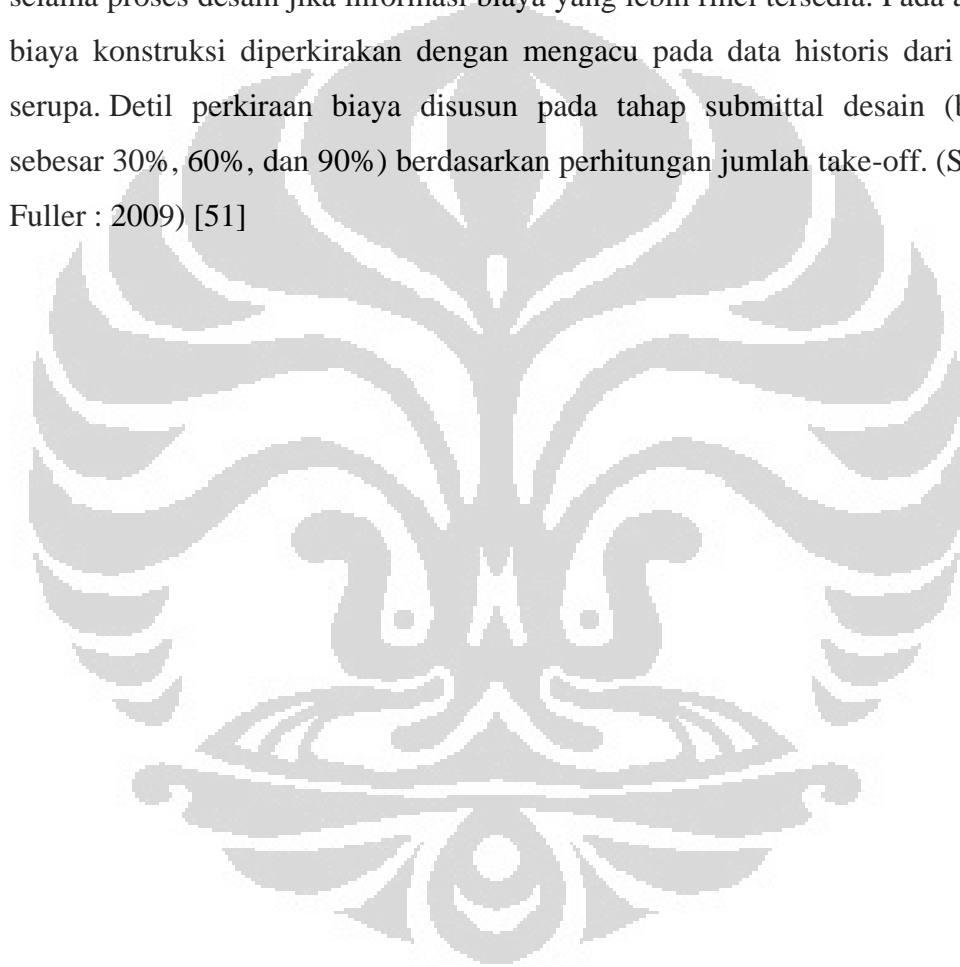 biaya konstruksi diperkirakan dengan mengacu pada data historis dari
serupa. Detil perkiraan biaya disusun pada tahap submittal desain
sebesar 30%, 60%, dan 90%) berdasarkan perhitungan jumlah take-off.
Fuller : 2009) [51]